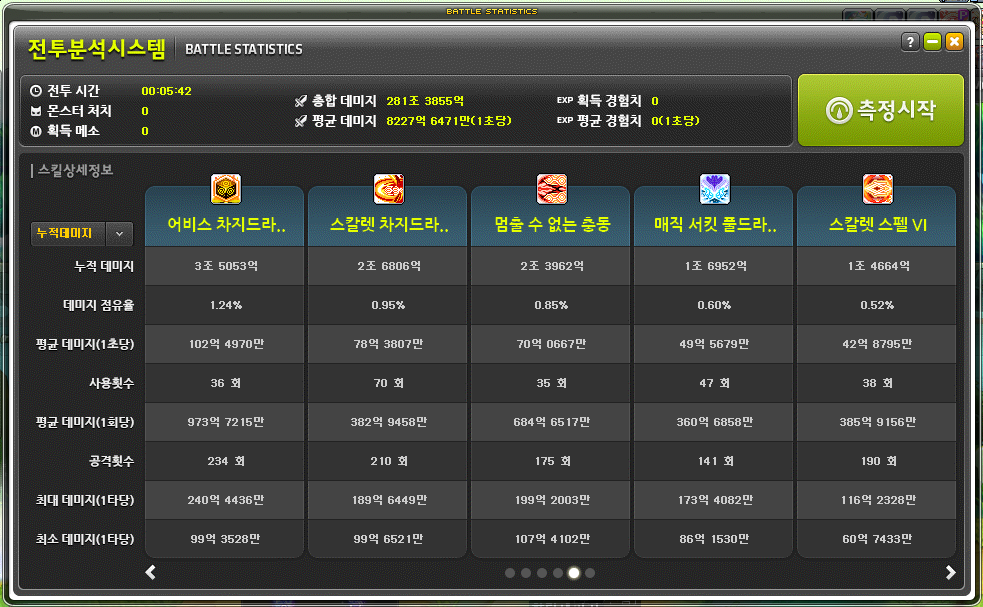 BATTLE STATISTICS
전투분석시스템 BATTLE STATISTICS
전투 시간 00:05:42
몬스터 처치 0
획득 메소 0
총합 데미지 281조 3855억
평균 데미지 8227억 6471만(1초당)
EXP 획득 경험치 0
EXP 평균 경험치 0(1초당)
측정시작
스킬상세정보
누적데미지 어비스 차지드라.. 스칼렛 차지드라.. 멈출 수 없는 충동 매직 서킷 풀드라.. 스칼렛 스펠 VI
누적 데미지 3조 5053억 2조 6806억 2조 3962억 1조 6952억 1조 4664억
데미지 점유율 1.24% 0.95% 0.85% 0.60% 0.52%
평균 데미지(1초당) 102억 4970만 78억 3807만 70억 0667만 49억 5679만 42억 8795만
사용횟수 36 회 70 회 35 회 47 회 38 회
평균 데미지(1회당) 973억 7215만 382억 9458만 684억 6517만 360억 6858만 385억 9156만
공격횟수 234 회 210 회 175 회 141 회 190 회
최대 데미지(1타당) 240억 4436만 189억 6449만 199억 2003만 173억 4082만 116억 2328만
최소 데미지(1타당) 99억 3528만 99억 6521만 107억 4102만 86억 1530만 60억 7433만